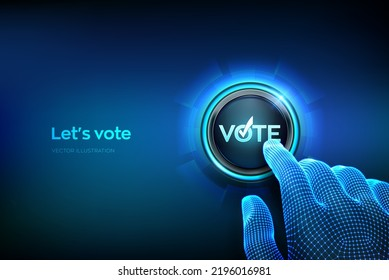 Let's vote
VECTOR ILLUSTRATION
VOTE
shutterstock.com · 2196016981